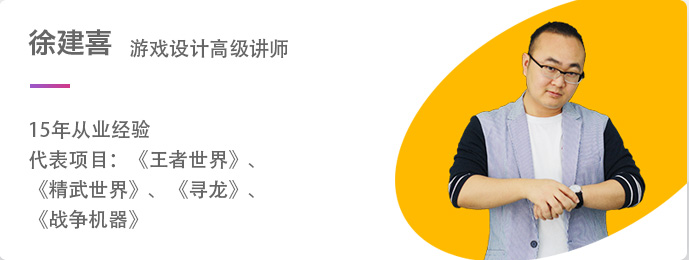 徐建喜 游戏设计高级讲师
15年从业经验
代表项目：《王者世界》、
《精武世界》、《寻龙》、
《战争机器》